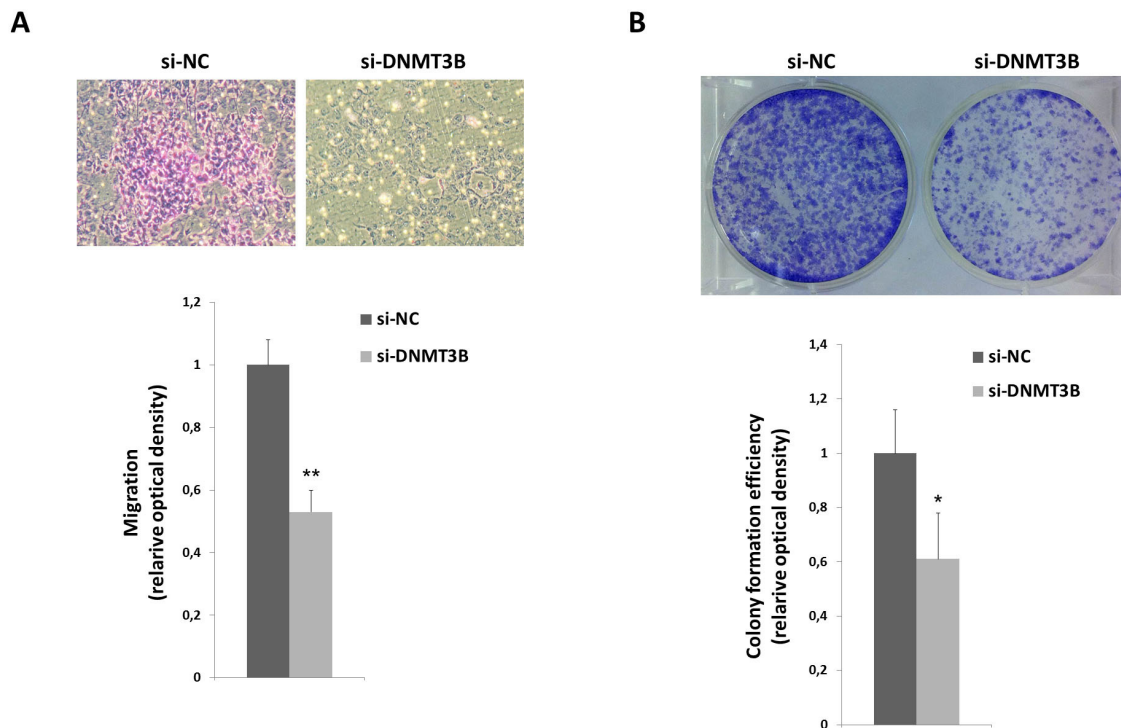 A
si-NC
si-DNMT3B
1,2
1
0,8
0,6
0,4
0,2
0
Migration
(relarive optical density)
si-NC
si-DNMT3B
**
B
si-NC
si-DNMT3B
1,4
1,2
1
0,8
0,6
0,4
0,2
0
Colony formation efficiency
(relarive optical density)
si-NC
si-DNMT3B
*